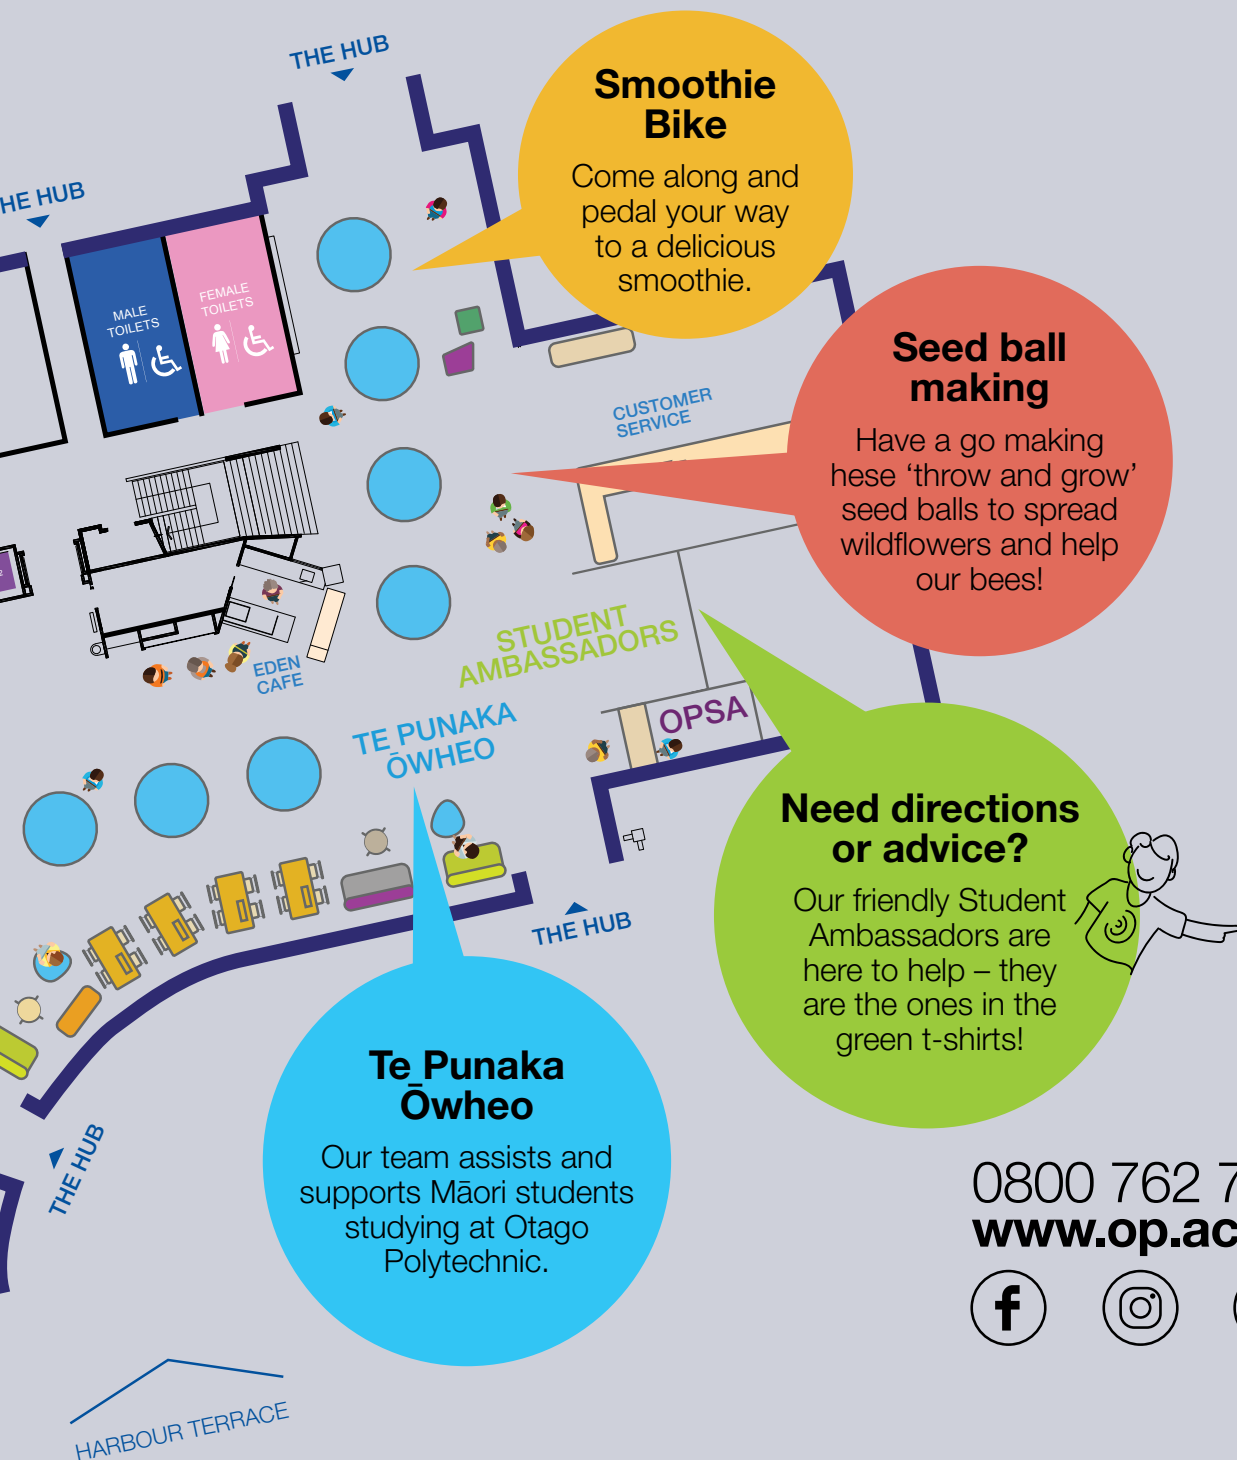 THE HUB
Smoothie
Bike
Come along and
pedal your way
to a delicious
smoothie.
HE HUB
MALE
TOILETS
FEMALE
TOILETS
Seed ball
making
Have a go making
hese ‘throw and grow’
seed balls to spread
wildflowers and help
our bees!
CUSTOMER
SERVICE
STUDENT
AMBASSADORS
EDEN
CAFE
OPSA
TE PUNAKA
ŌWHEO
Need directions
or advice?
Our friendly Student
Ambassadors are
here to help – they
are the ones in the
green t-shirts!
THE HUB
Te Punaka
Ōwheo
Our team assists and
supports Māori students
studying at Otago
Polytechnic.
THE HUB
0800 762 7
www.op.ac
HARBOUR TERRACE